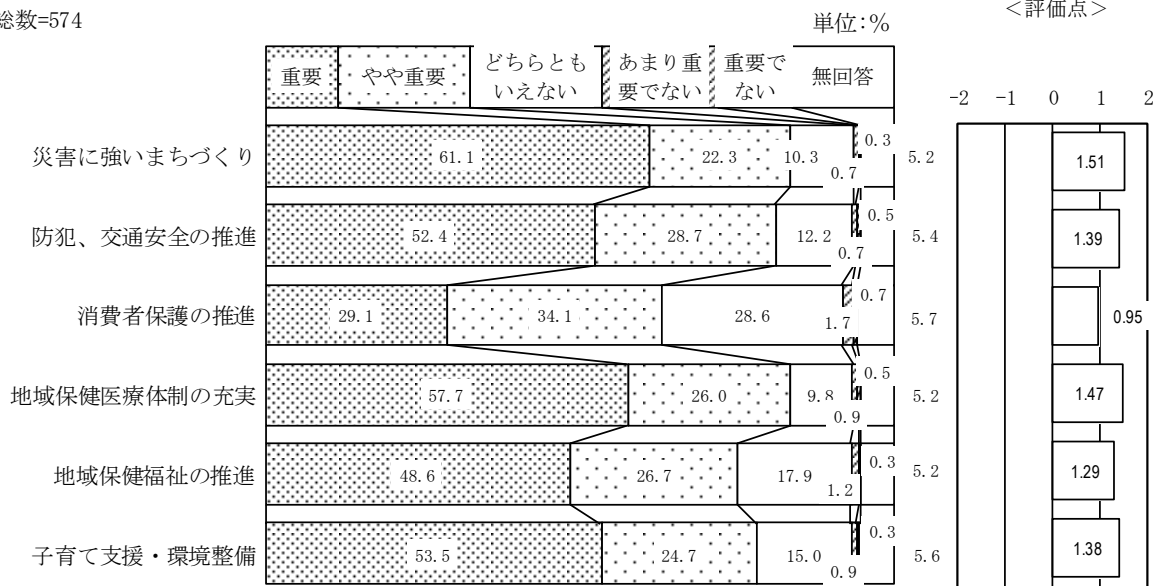 総数=574
単位:%
＜評価点＞
重要 やや重要 どちらとも いえない あまり重 要でない 重要で ない 無回答
-2 -1 0 1 2
災害に強いまちづくり 61.1 22.3 10.3 0.7 0.3 5.2 1.51
防犯、交通安全の推進 52.4 28.7 12.2 0.7 0.5 5.4 1.39
消費者保護の推進 29.1 34.1 28.6 1.7 0.7 5.7 0.95
地域保健医療体制の充実 57.7 26.0 9.8 0.9 0.5 5.2 1.47
地域保健福祉の推進 48.6 26.7 17.9 1.2 0.3 5.2 1.29
子育て支援・環境整備 53.5 24.7 15.0 0.9 0.3 5.6 1.38